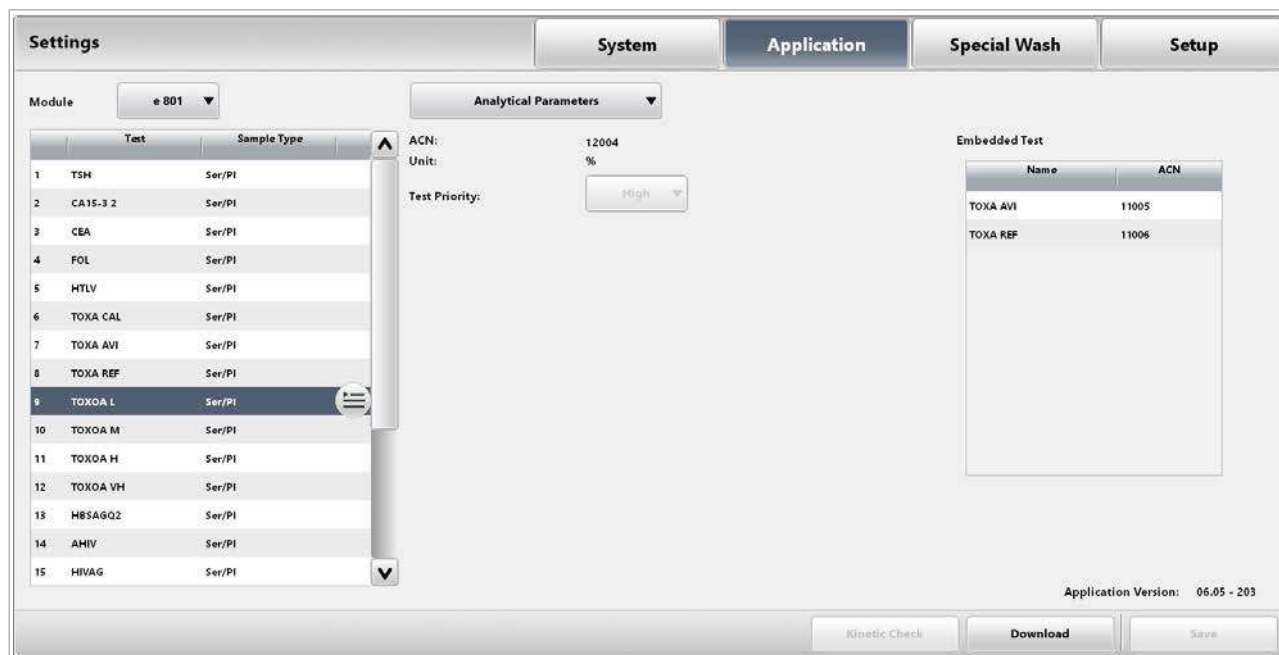 Settings
System
Application
Special Wash
Setup
Module
e 801
Analytical Parameters
Test Sample Type
1 TSH Ser/Pl
2 CA15-3 2 Ser/Pl
3 CEA Ser/Pl
4 FOL Ser/Pl
5 HTLV Ser/Pl
6 TOXA CAL Ser/Pl
7 TOXA AVI Ser/Pl
8 TOXA REF Ser/Pl
9 TOXOA L Ser/Pl
10 TOXOA M Ser/Pl
11 TOXOA H Ser/Pl
12 TOXOA VH Ser/Pl
13 HBSAGQ2 Ser/Pl
14 AHIV Ser/Pl
15 HIVAG Ser/Pl
ACN: 12004
Unit: %
Test Priority: High
Embedded Test
Name ACN
TOXA AVI 11005
TOXA REF 11006
Application Version: 06.05 - 203
Kinetic Check
Download
Save